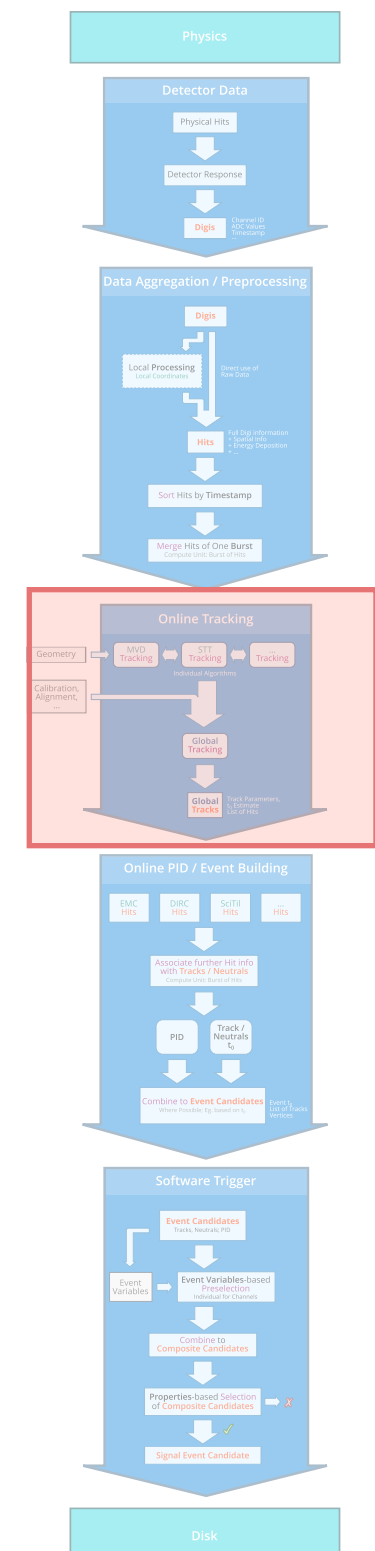 Physics
Detector Data
Physical Hits
Detector Response
Digis
Channel ID
ADC Values
Timestamp
...
Data Aggregation / Preprocessing
Digis
Local Processing
Local Coordinates
Direct use of
Raw Data
Hits
Full Digi information
+ Spatial Info
+ Energy Deposition
+ ...
Sort Hits by Timestamp
Merge Hits of One Burst
Compute Unit: Burst of Hits
Online Tracking
Geometry
MVD
Tracking
STT
Tracking
...
Tracking
Individual Algorithms
Calibration,
Alignment,
...
Global
Tracking
Global
Tracks
Track Parameters,
t₀ Estimate
List of Hits
Online PID / Event Building
EMC
Hits
DIRC
Hits
SciTil
Hits
...
Hits
Associate further Hit info
with Tracks / Neutrals
Compute Unit: Burst of Hits
PID
Track /
Neutrals
t₀
Combine to Event Candidates
Where Possible: Eg. based on t₀
Event t₀
List of Tracks
Vertices
Software Trigger
Event Candidates
Tracks, Neutrals, PID
Event
Variables
Event Variables-based
Preselection
Individual for Channels
Combine to
Composite Candidates
Properties-based Selection
of Composite Candidates
✗
✓
Signal Event Candidate
Disk